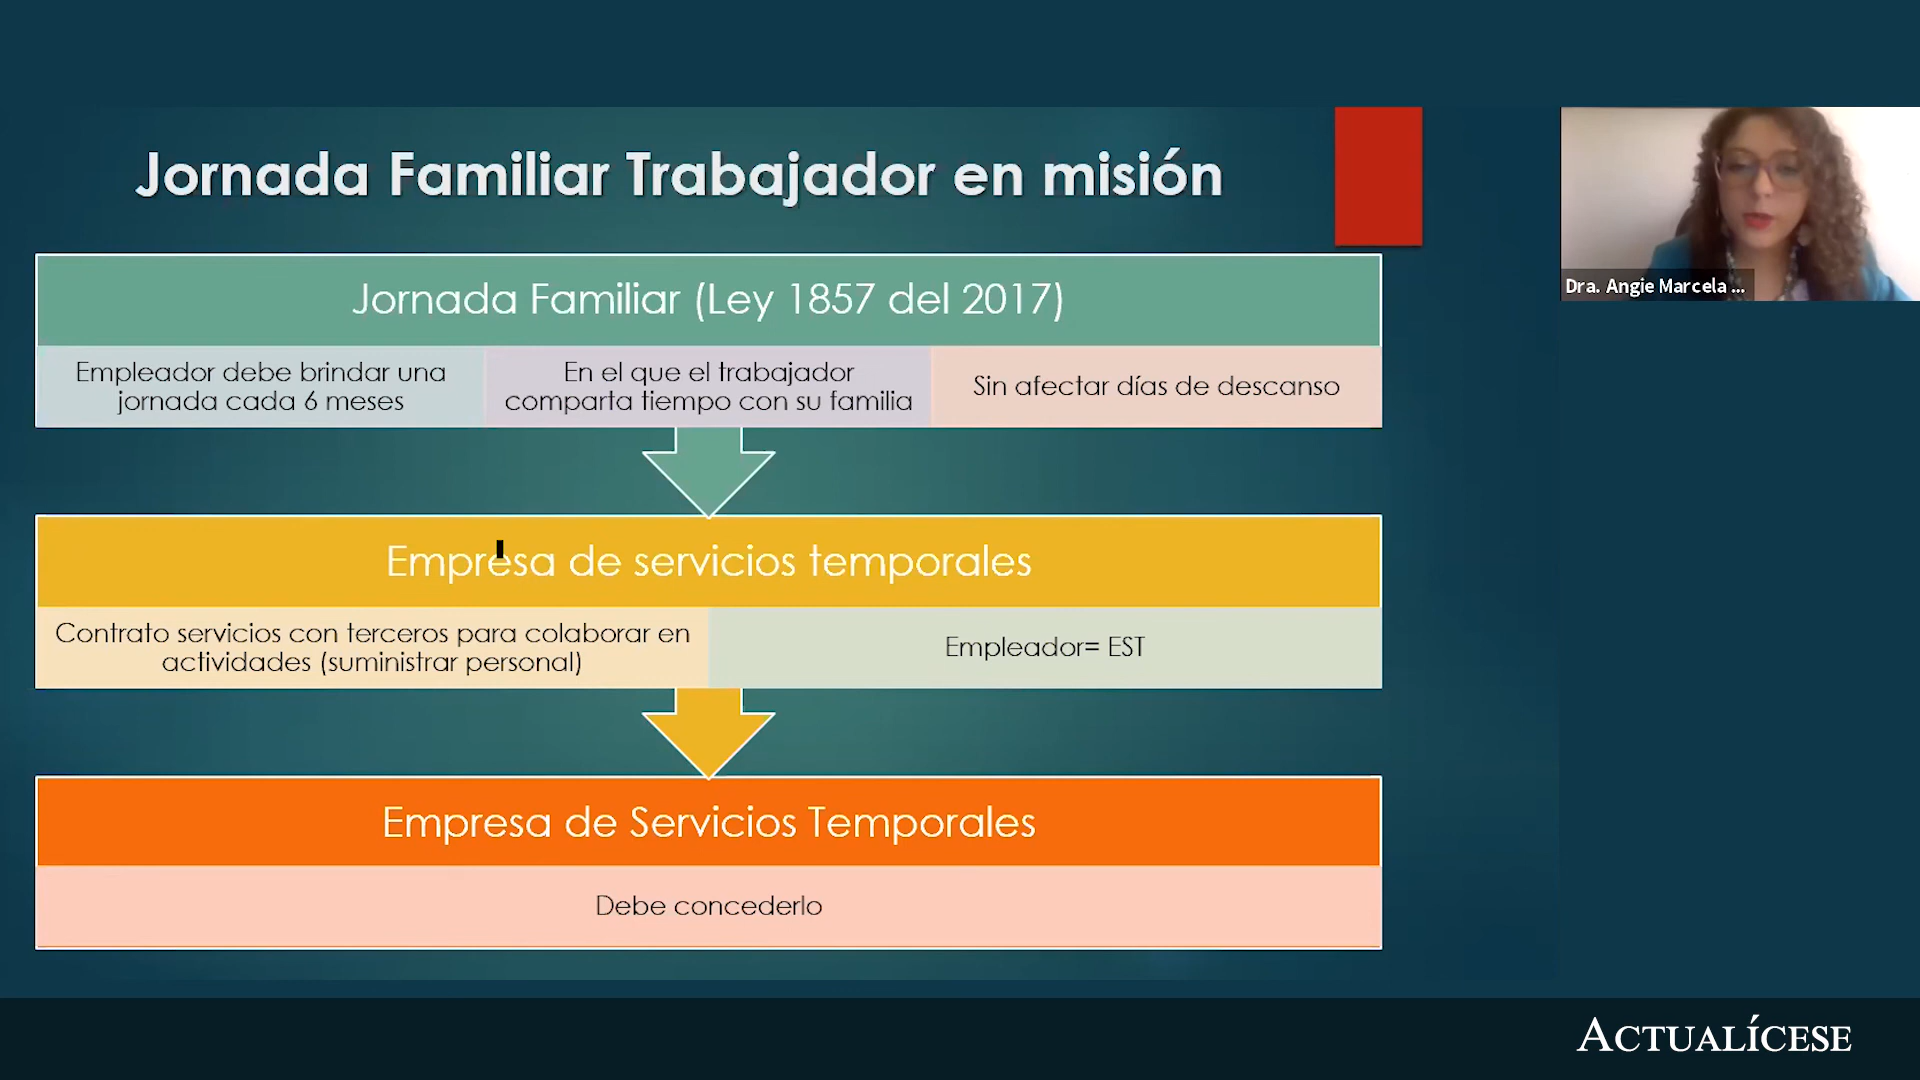 Jornada Familiar Trabajador en misión
Jornada Familiar (Ley 1857 del 2017)
Empleador debe brindar una
jornada cada 6 meses
En el que el trabajador
comparta tiempo con su familia
Sin afectar días de descanso
Empresa de servicios temporales
Contrato servicios con terceros para colaborar en
actividades (suministrar personal)
Empleador= EST
Empresa de Servicios Temporales
Debe concederlo
Dra. Angie Marcela ...
ACTUALÍCESE